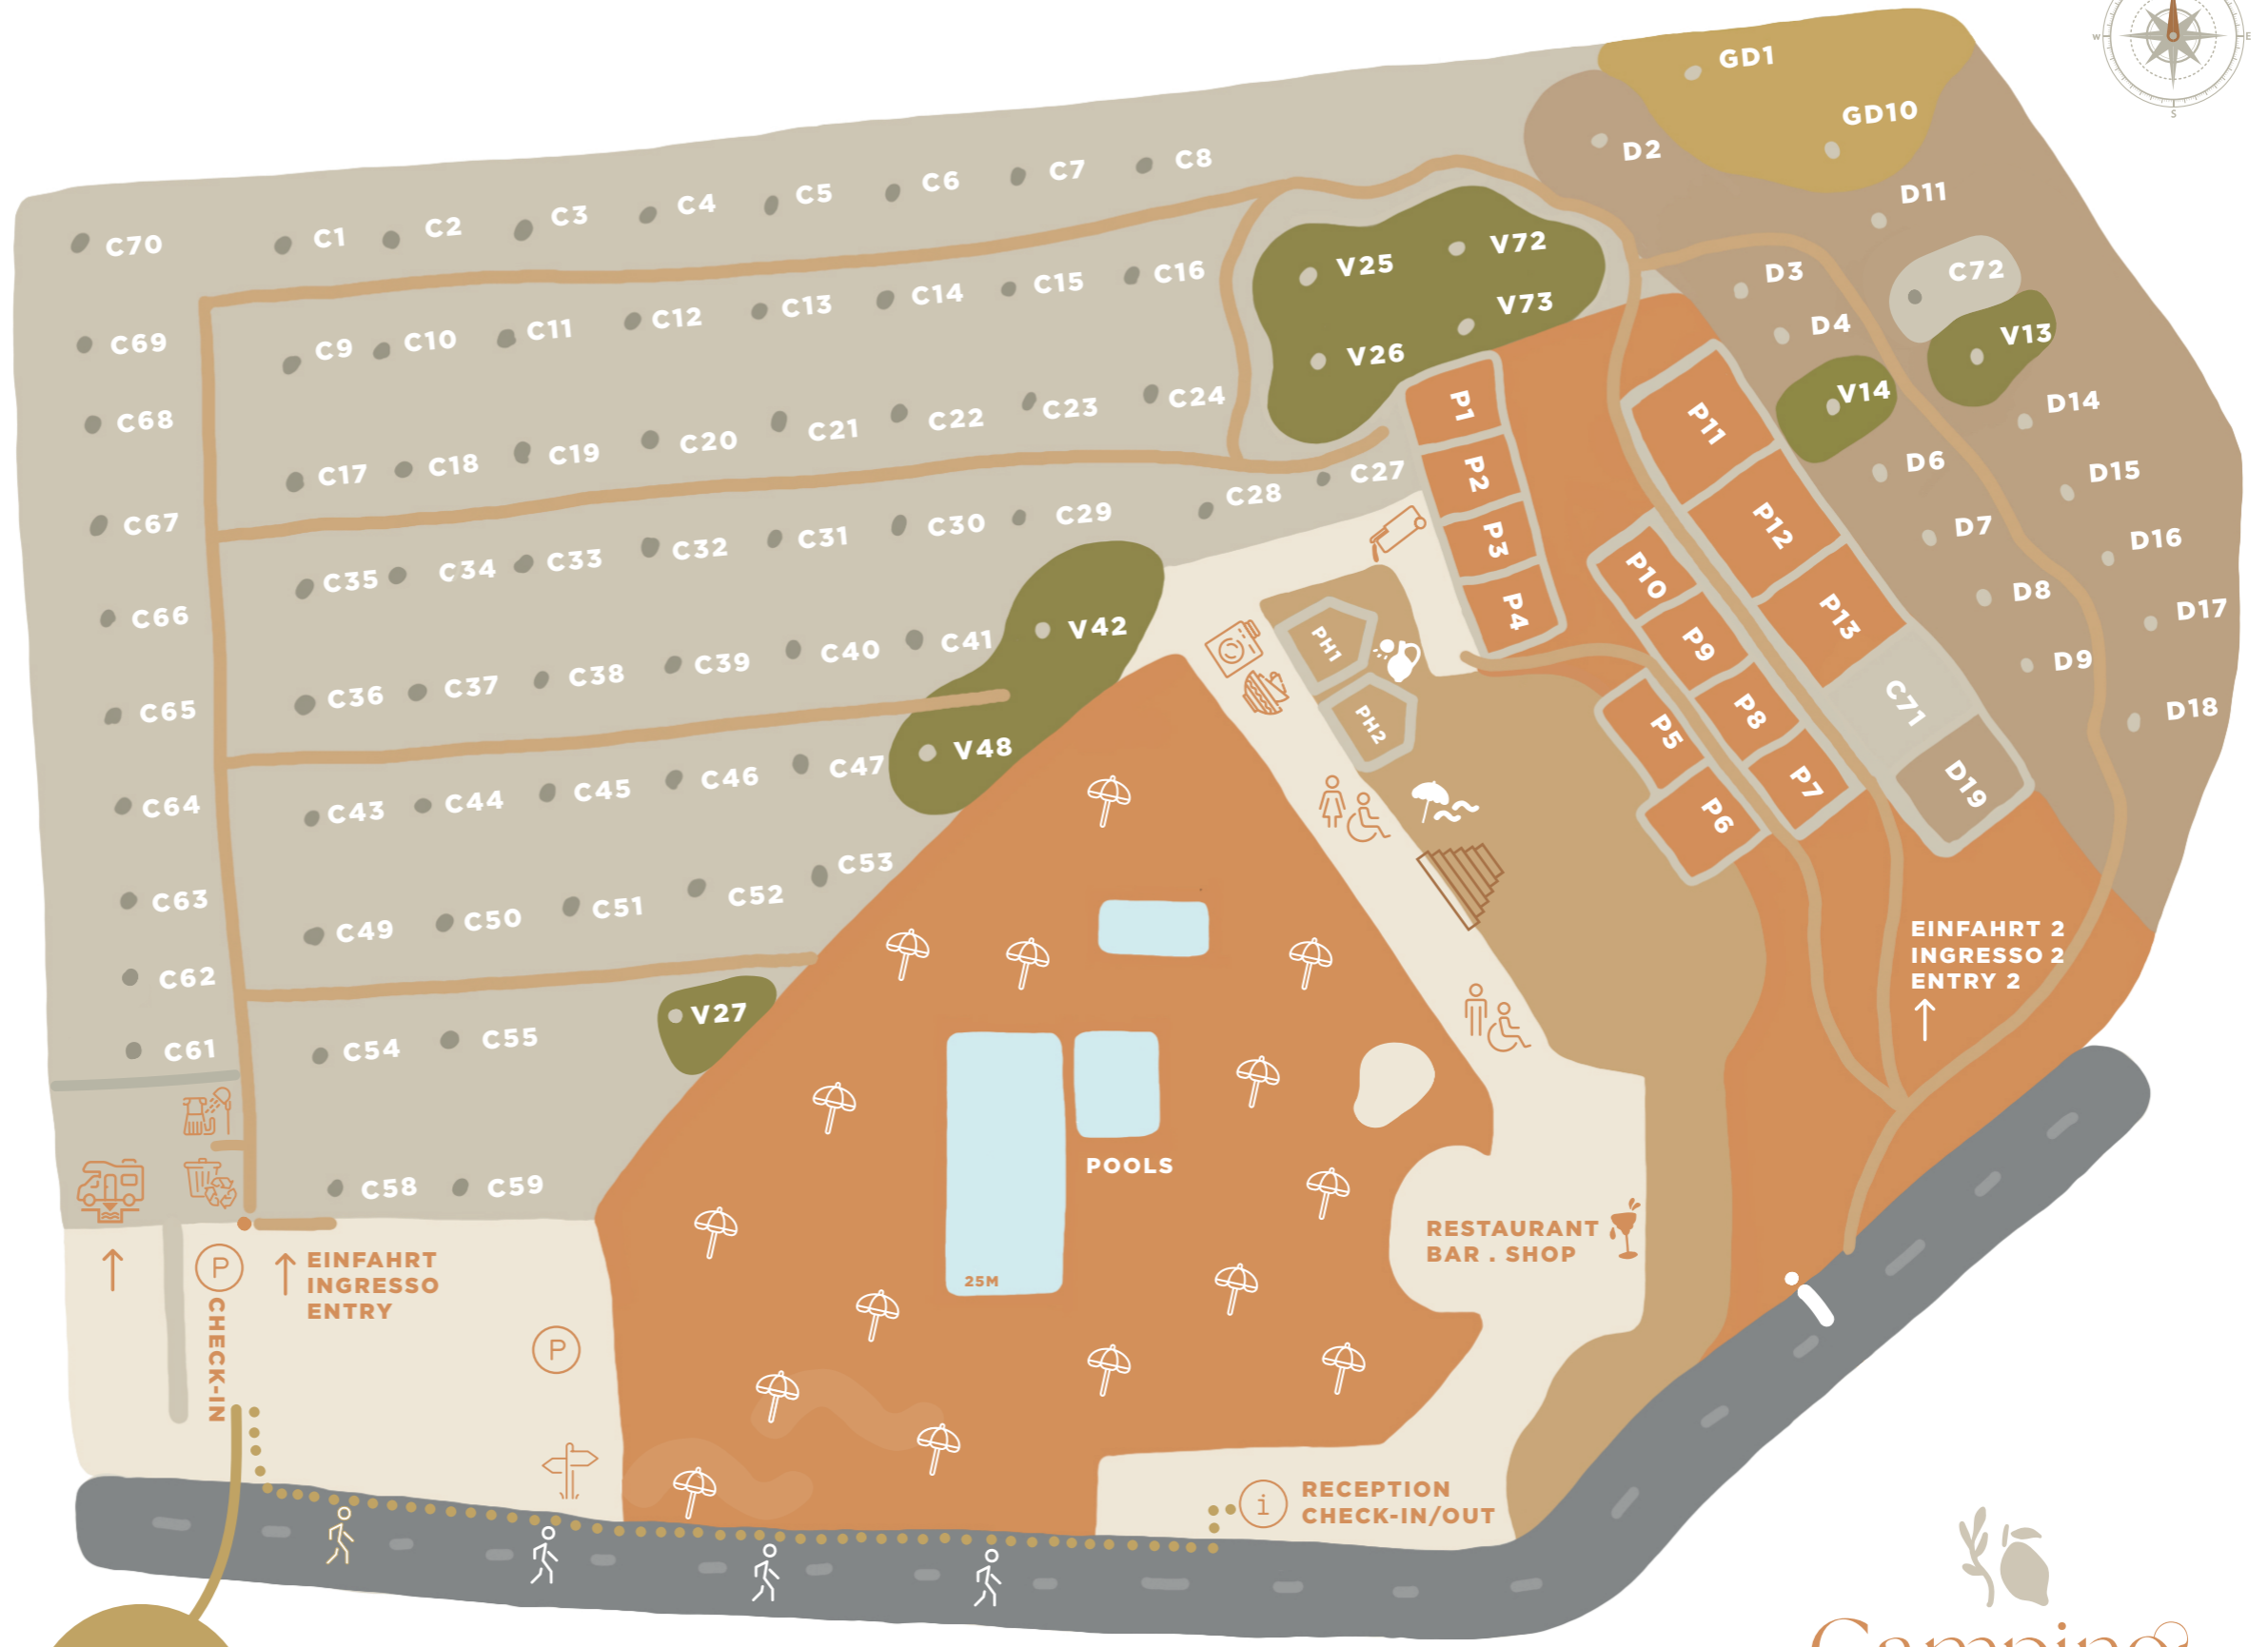 W
E
S
GD1
GD10
D2
D11
C70
C1
C2
C3
C4
C5
C6
C7
C8
V25
V72
D3
C72
C69
C9
C10
C11
C12
C13
C14
C15
C16
V26
V73
D4
V13
V14
D14
C68
C17
C18
C19
C20
C21
C22
C23
C24
P1
P11
D6
D15
C67
C35
C34
C33
C32
C31
C30
C29
C28
C27
P2
P12
D7
D16
P3
P10
D8
D17
C66
C36
C37
C38
C39
C40
C41
V42
PH1
P4
P9
P13
D9
D18
C65
PH2
P5
P8
C71
C64
C43
C44
C45
C46
C47
V48
P6
P7
D19
C63
C49
C50
C51
C52
C53
EINFAHRT 2
INGRESSO 2
ENTRY 2
C62
V27
C61
C54
C55
POOLS
C58
C59
RESTAURANT
BAR . SHOP
25M
P
CHECK-IN
EINFAHRT
INGRESSO
ENTRY
P
i
RECEPTION
CHECK-IN/OUT
Camping